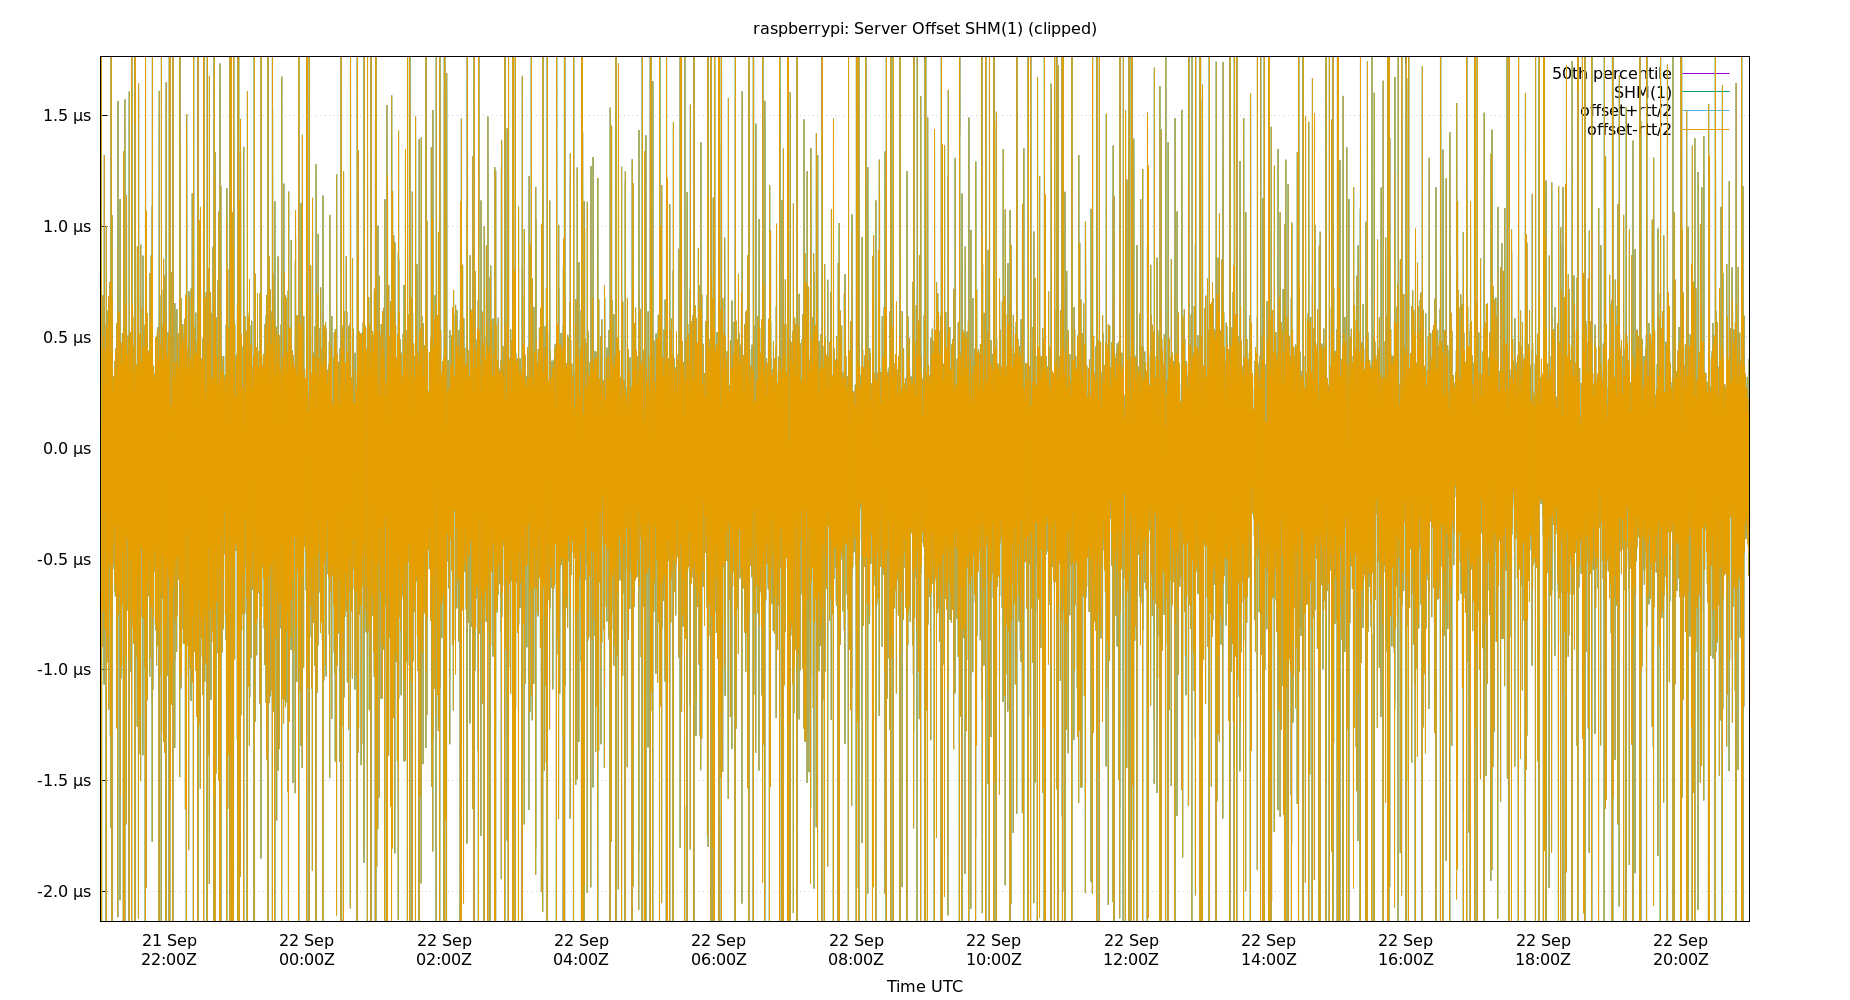 raspberrypi: Server Offset SHM(1) (clipped)
50th percentile
SHM(1)
offset+rtt/2
offset-rtt/2
1.5 µs
1.0 µs
0.5 µs
0.0 µs
-0.5 µs
-1.0 µs
-1.5 µs
-2.0 µs
21 Sep 22 Sep 22 Sep 22 Sep 22 Sep 22 Sep 22 Sep 22 Sep 22 Sep 22 Sep 22 Sep 22 Sep
22:00Z 00:00Z 02:00Z 04:00Z 06:00Z 08:00Z 10:00Z 12:00Z 14:00Z 16:00Z 18:00Z 20:00Z
Time UTC